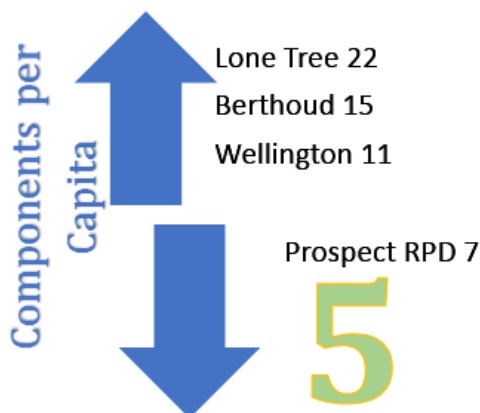 Components per
Capita
Lone Tree 22
Berthoud 15
Wellington 11
Prospect RPD 7
5